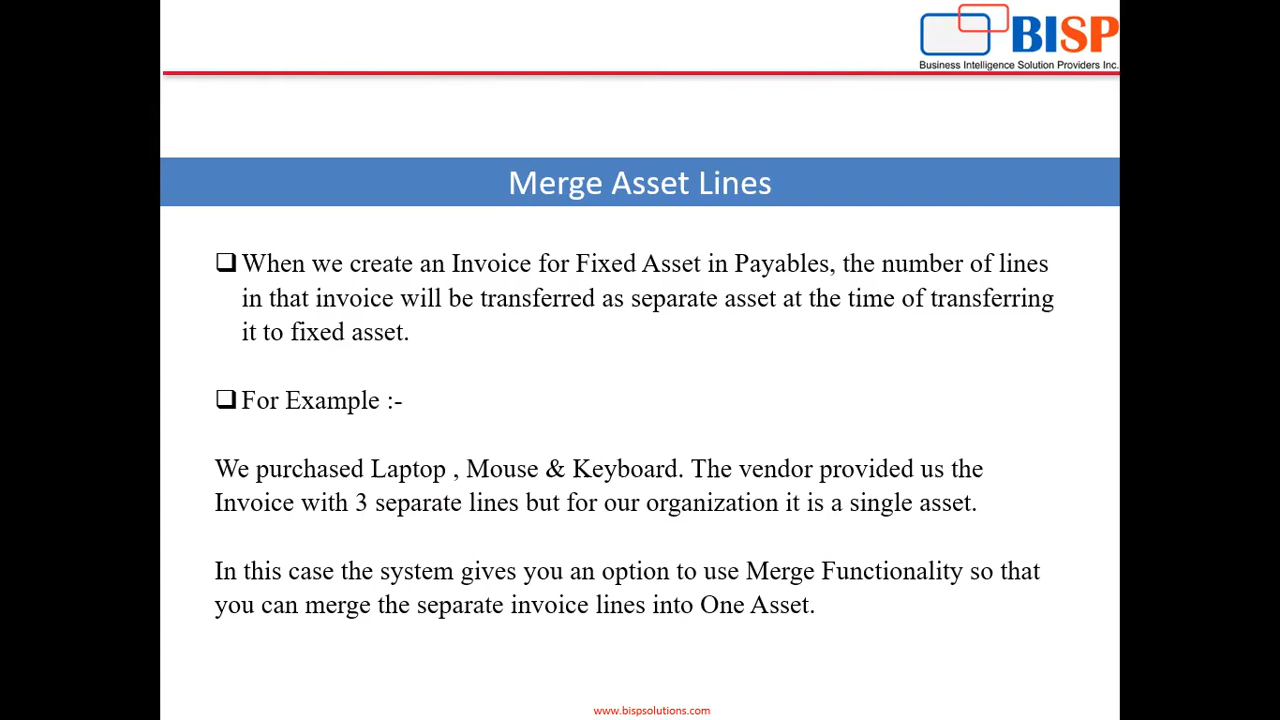 BISP
Business Intelligence Solution Providers Inc.
Merge Asset Lines
❑ When we create an Invoice for Fixed Asset in Payables, the number of lines
in that invoice will be transferred as separate asset at the time of transferring
it to fixed asset.
❑ For Example :-
We purchased Laptop , Mouse & Keyboard. The vendor provided us the
Invoice with 3 separate lines but for our organization it is a single asset.
In this case the system gives you an option to use Merge Functionality so that
you can merge the separate invoice lines into One Asset.
www.bispsolutions.com